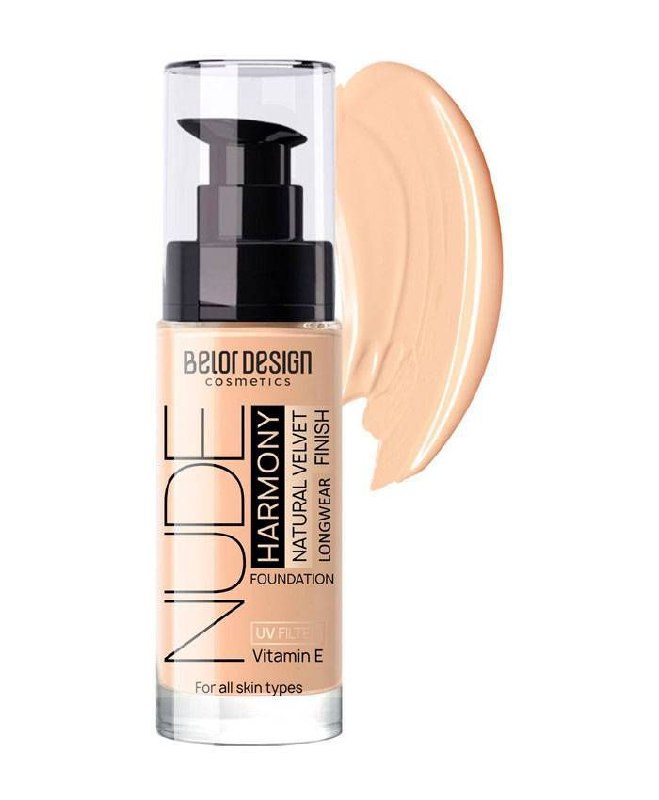 Belor Design
cosmetics
NUDE
HARMONY
NATURAL VELVET
LONGWEAR FINISH
FOUNDATION
UV FILTER
Vitamin E
For all skin types